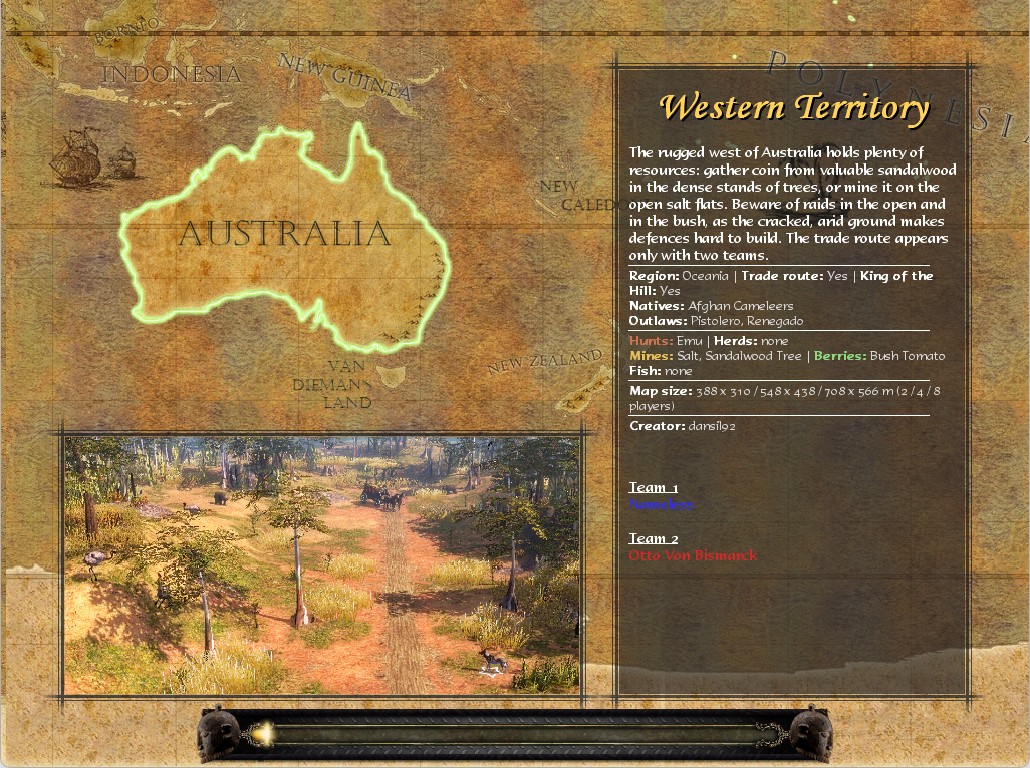 BORNEO
INDONESIA
NEW GUINEA
POLYNESI
AUSTRALIA
NEW
CALEDO
VAN
DIEMAN'S
LAND
NEW ZEALAND
Western Territory
The rugged west of Australia holds plenty of
resources: gather coin from valuable sandalwood
in the dense stands of trees, or mine it on the
open salt flats. Beware of raids in the open and
in the bush, as the cracked, arid ground makes
defences hard to build. The trade route appears
only with two teams.
Region: Oceania | Trade route: Yes | King of the
Hill: Yes
Natives: Afghan Cameleers
Outlaws: Pistolero, Renegado
Hunts: Emu | Herds: none
Mines: Salt, Sandalwood Tree | Berries: Bush Tomato
Fish: none
Map size: 388 x 310 / 548 x 438 / 708 x 566 m (2 / 4 / 8
players)
Creator: dansil92
Team 1
Team 2
Otto Von Bismarck